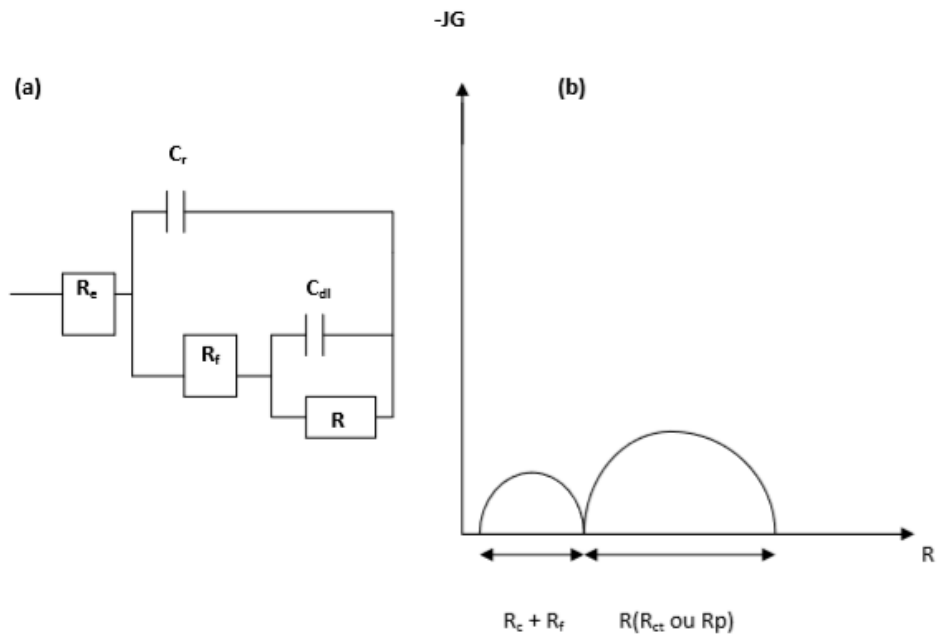 -JG
(a)
(b)
Cr
Re
Cdl
Rf
R
R
Rc + Rf
R(Rct ou Rp)